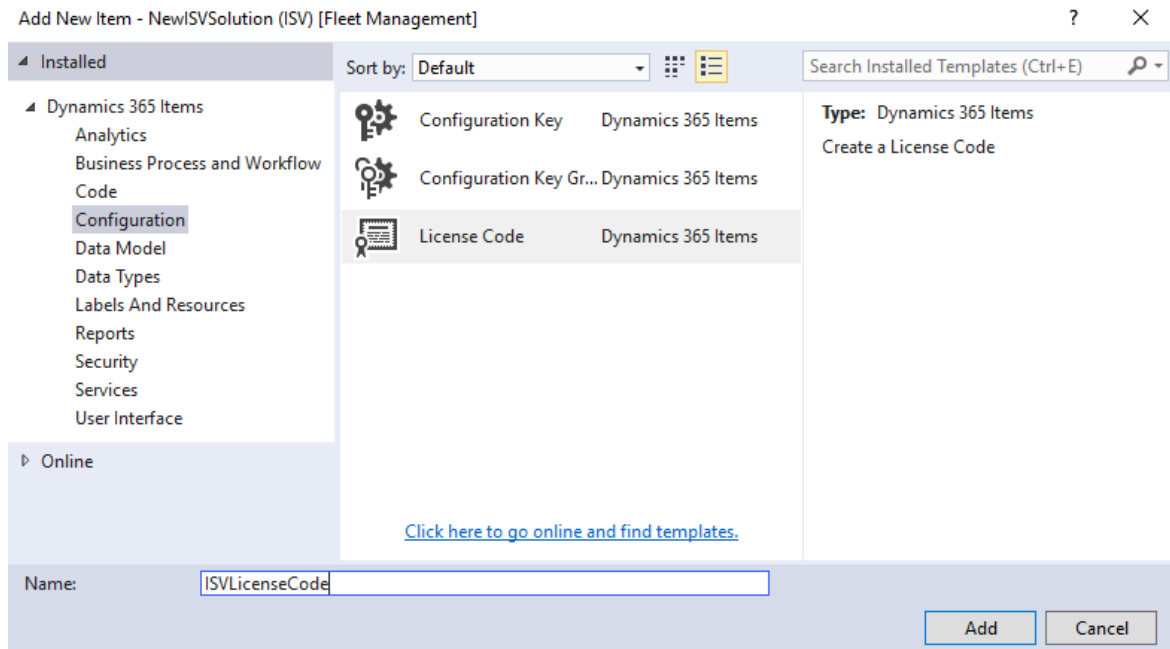 Add New Item - NewISVSolution (ISV) [Fleet Management]
?
Installed
Sort by: Default
Search Installed Templates (Ctrl+E)
Dynamics 365 Items
Analytics
Business Process and Workflow
Code
Configuration
Data Model
Data Types
Labels And Resources
Reports
Security
Services
User Interface
Online
Configuration Key Dynamics 365 Items
Configuration Key Gr... Dynamics 365 Items
License Code Dynamics 365 Items
Click here to go online and find templates.
Type: Dynamics 365 Items
Create a License Code
Name: ISVLicenseCode
Add Cancel